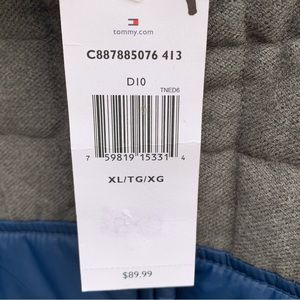 tommy.com
C887885076 413
D10
TNED6
7 59819 15331 4
XL/TG/XG
$89.99